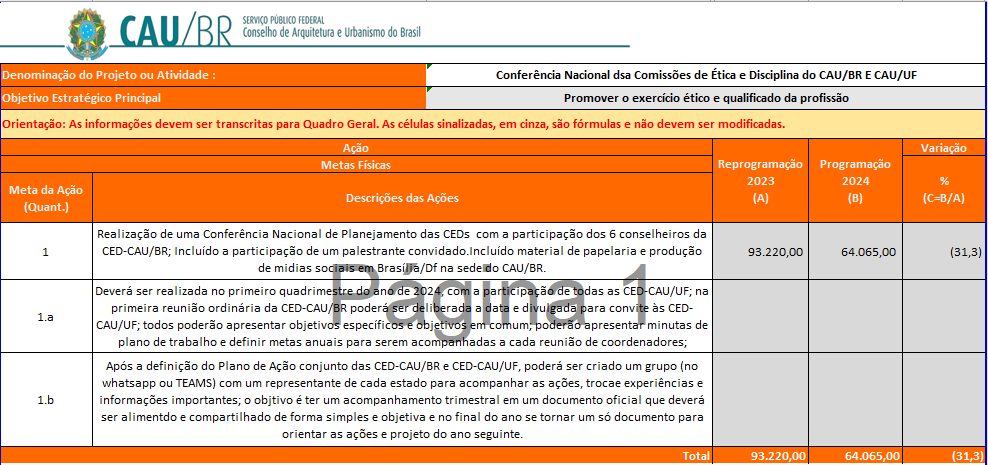 CAU/BR
SERVIÇO PÚBLICO FEDERAL
Conselho de Arquitetura e Urbanismo do Brasil
Denominação do Projeto ou Atividade :
Conferência Nacional dsa Comissões de Ética e Disciplina do CAU/BR E CAU/UF
Objetivo Estratégico Principal
Promover o exercício ético e qualificado da profissão
Orientação: As informações devem ser transcritas para Quadro Geral. As células sinalizadas, em cinza, são fórmulas e não devem ser modificadas.
Ação
Metas Físicas
Meta da Ação
(Quant.)
Descrições das Ações
Reprogramação
2023
(A)
Programação
2024
(B)
Variação
%
(C=B/A)
1
Realização de uma Conferência Nacional de Planejamento das CEDs com a participação dos 6 conselheiros da
CED-CAU/BR; Incluído a participação de um palestrante convidado.Incluído material de papelaria e produção
de midias sociais em Brasília/Df na sede do CAU/BR.
93.220,00
64.065,00
(31,3)
1.a
Deverá ser realizada no primeiro quadrimestre do ano de 2024, com a participação de todas as CED-CAU/UF; na
primeira reunião ordinária da CED-CAU/BR poderá ser deliberada a data e divulgada para convite às CED-
CAU/UF; todos poderão apresentar objetivos específicos e objetivos em comum; poderão apresentar minutas de
plano de trabalho e definir metas anuais para serem acompanhadas a cada reunião de coordenadores;
1.b
Após a definição do Plano de Ação conjunto das CED-CAU/BR e CED-CAU/UF, poderá ser criado um grupo (no
whatsapp ou TEAMS) com um representante de cada estado para acompanhar as ações, trocae experiências e
informações importantes; o objtivo é ter um acompanhamento trimestral em um documento oficial que deverá
ser alimentdo e compartilhado de forma simples e objetiva e no final do ano se tornar um só documento para
orientar as ações e projeto do ano seguinte.
Total
93.220,00
64.065,00
(31,3)
Página 1